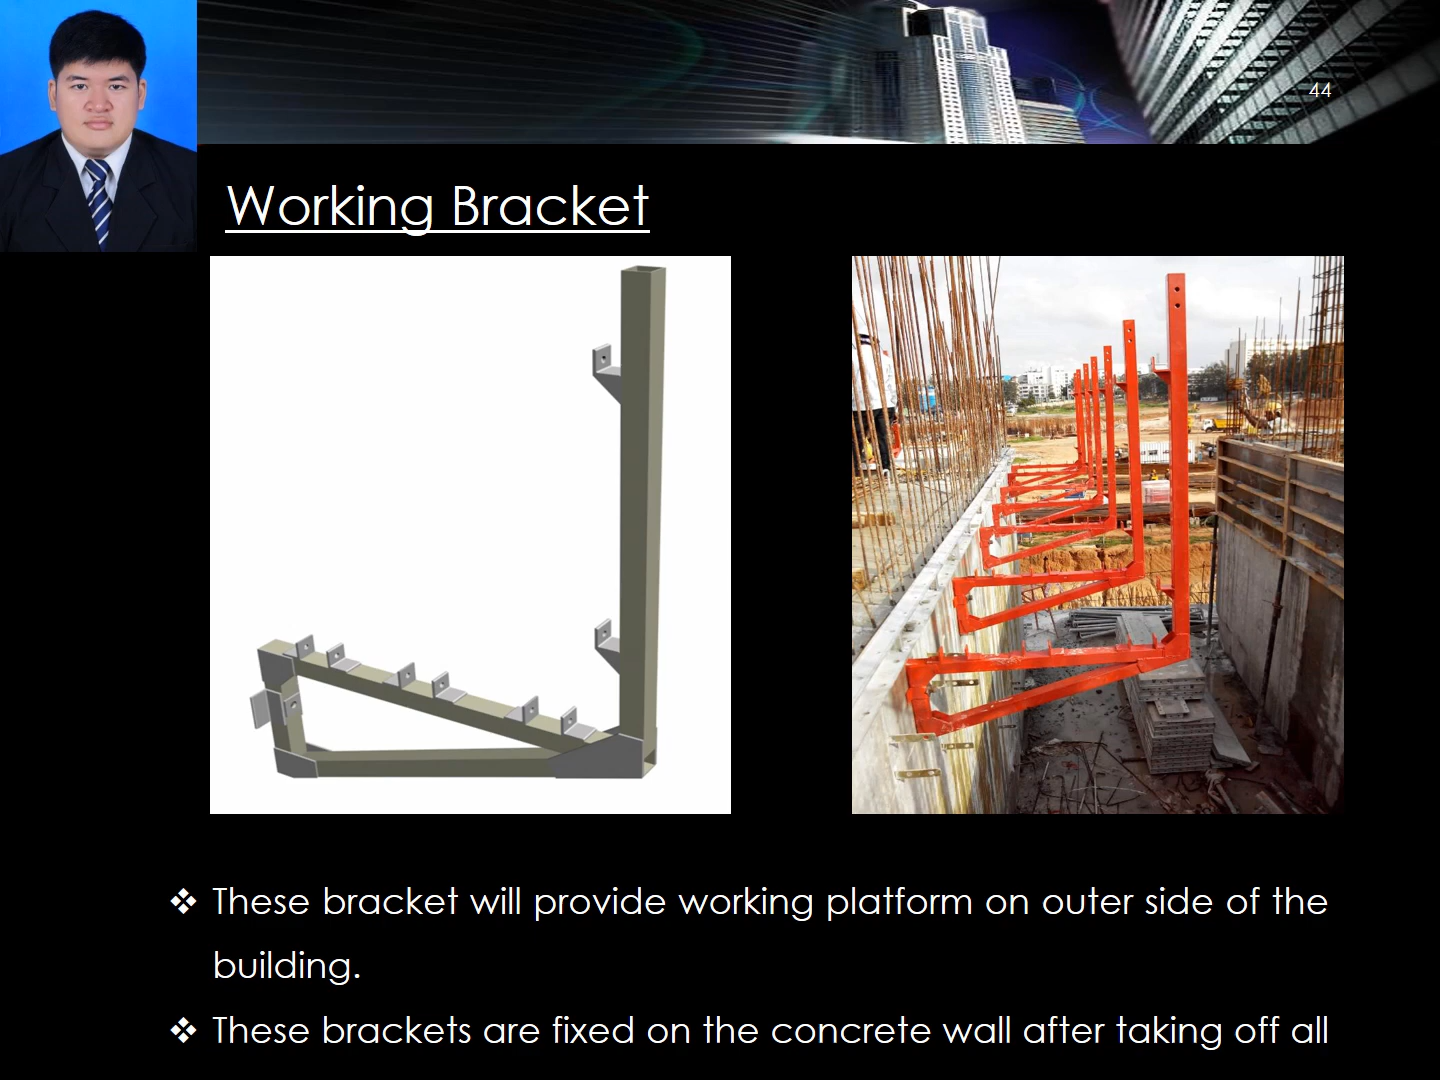 44
Working Bracket
❖ These bracket will provide working platform on outer side of the
building.
❖ These brackets are fixed on the concrete wall after taking off all